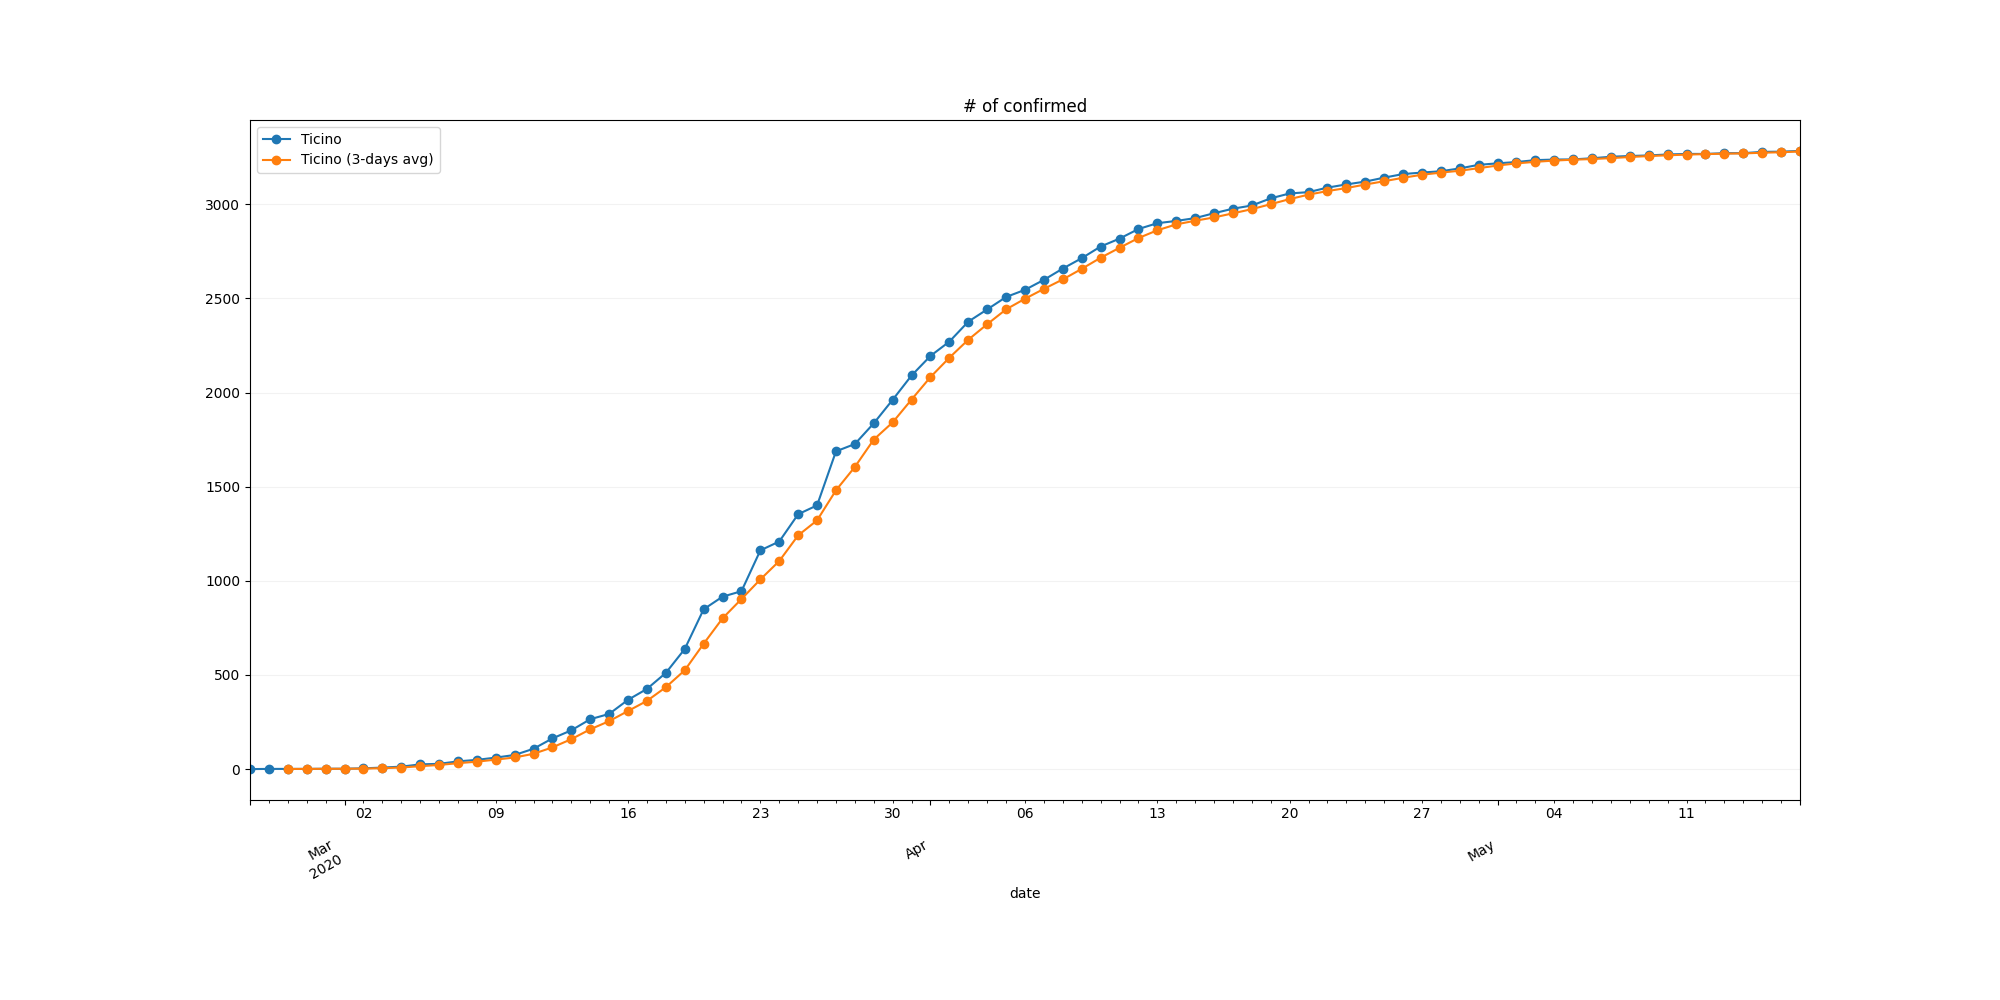 # of confirmed
Ticino
Ticino (3-days avg)
3000
2500
2000
1500
1000
500
0
02 09 16 23 30 06 13 20 27 04 11
Mar
2020
Apr
May
date